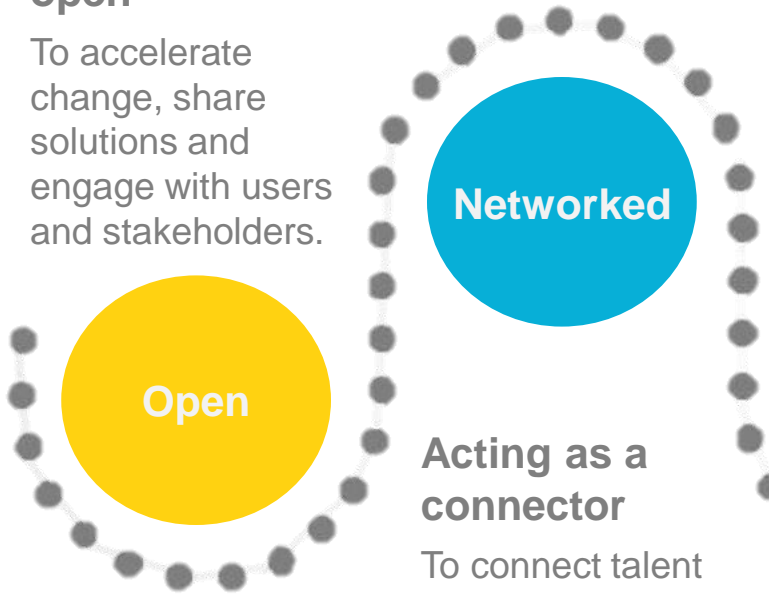 open
To accelerate
change, share
solutions and
engage with users
and stakeholders.
Open
Networked
Acting as a
connector
To connect talent